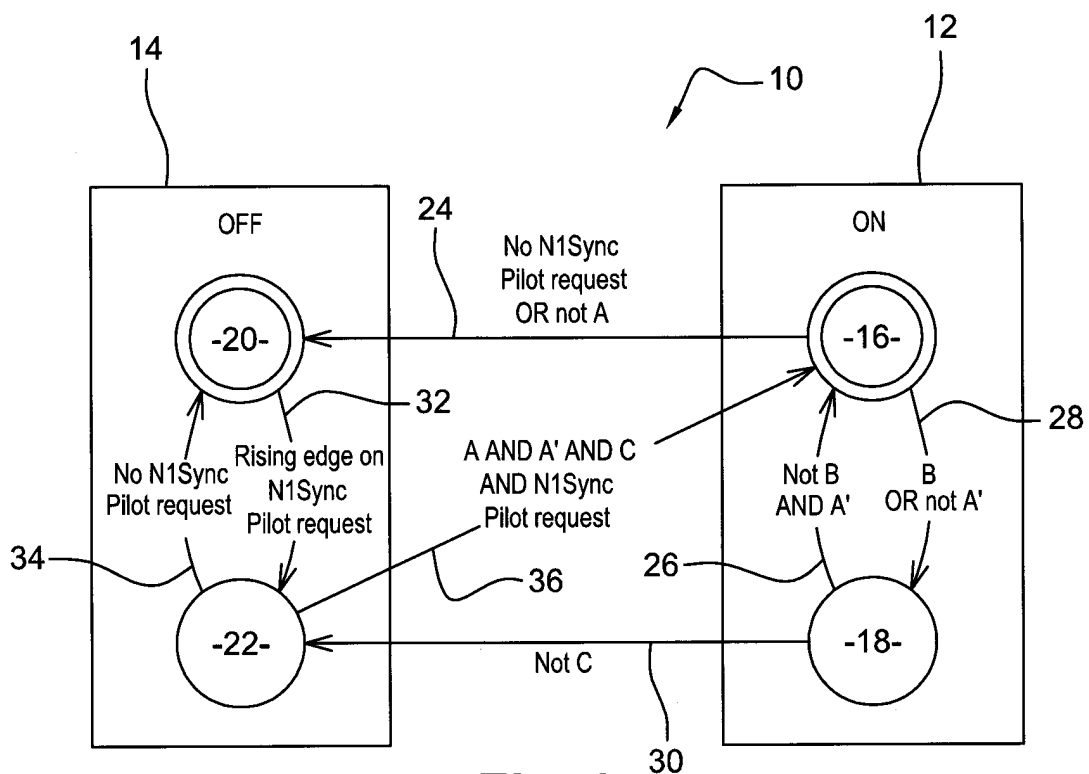 14
12
10
OFF
24
ON
No N1Sync
Pilot request
OR not A
-20-
-16-
32
28
No N1Sync
Pilot request
Rising edge on
N1Sync
Pilot request
A AND A' AND C
AND N1Sync
Pilot request
Not B
AND A'
B
OR not A'
34
36
26
-22-
-18-
Not C
30